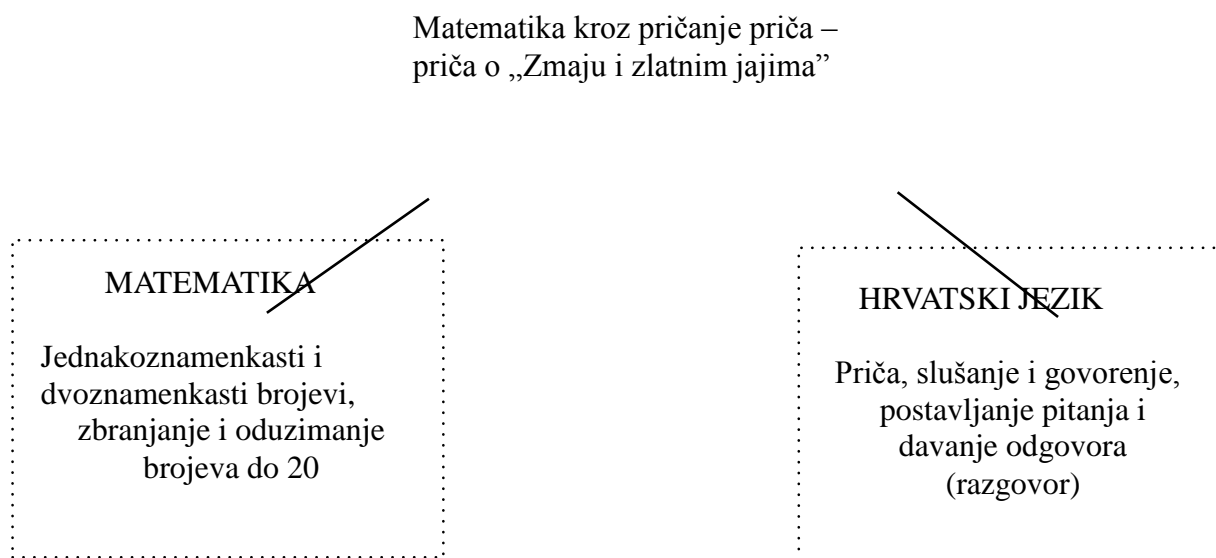 Matematika kroz pričanje priča –
priča o „Zmaju i zlatnim jajima”
MATEMATIKA
Jednakoznamenkasti i
dvoznamenkasti brojevi,
zbranjanje i oduzimanje
brojeva do 20
HRVATSKI JEZIK
Priča, slušanje i govorenje,
postavljanje pitanja i
davanje odgovora
(razgovor)